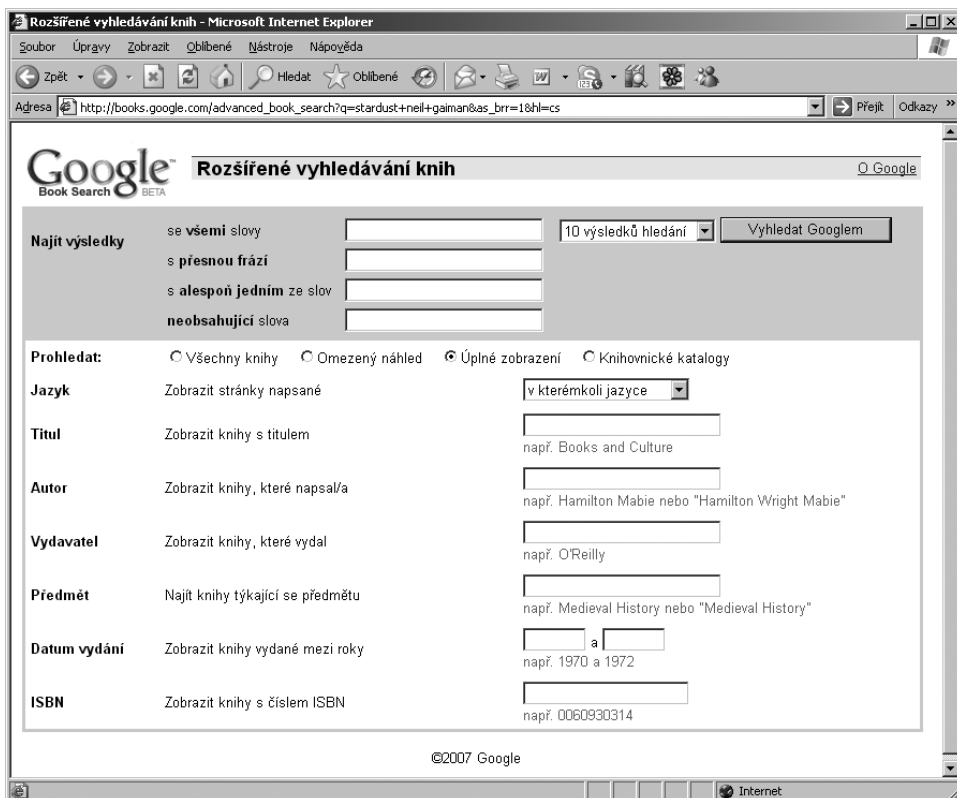 Rozšířené vyhledávání knih - Microsoft Internet Explorer
Soubor Úpravy Zobrazit Oblíbené Nástroje Nápověda
Zpět Hledat Oblíbené
Adresa http://books.google.com/advanced_book_search?q=stardust+neil+gaiman&as_brr=1&hl=cs Přejít Odkazy »
Google™ Rozšířené vyhledávání knih O Google
Book Search BETA
Najít výsledky se všemi slovy 10 výsledků hledání Vyhledat Googlem
s přesnou frází
s alespoň jedním ze slov
neobsahující slova
Prohledat: Všechny knihy Omezený náhled Úplné zobrazení Knihovnické katalogy
Jazyk Zobrazit stránky napsané v kterémkoli jazyce
Titul Zobrazit knihy s titulem
např. Books and Culture
Autor Zobrazit knihy, které napsal/a
např. Hamilton Mabie nebo "Hamilton Wright Mabie"
Vydavatel Zobrazit knihy, které vydal
např. O'Reilly
Předmět Najít knihy týkající se předmětu
např. Medieval History nebo "Medieval History"
Datum vydání Zobrazit knihy vydané mezi roky a
např. 1970 a 1972
ISBN Zobrazit knihy s číslem ISBN
např. 0060930314
©2007 Google
Internet